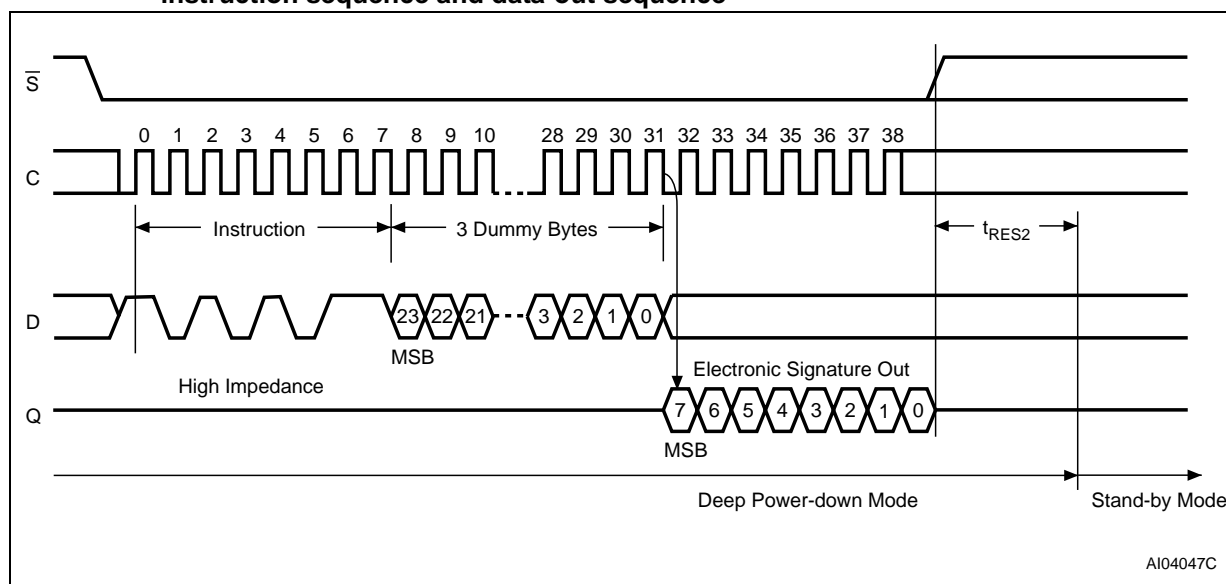 instruction sequence and data-out sequence
S
0 1 2 3 4 5 6 7 8 9 10 28 29 30 31 32 33 34 35 36 37 38
C
Instruction 3 Dummy Bytes tRES2
D 23 22 21 3 2 1 0
MSB
High Impedance Electronic Signature Out
Q 7 6 5 4 3 2 1 0
MSB
Deep Power-down Mode Stand-by Mode
AI04047C